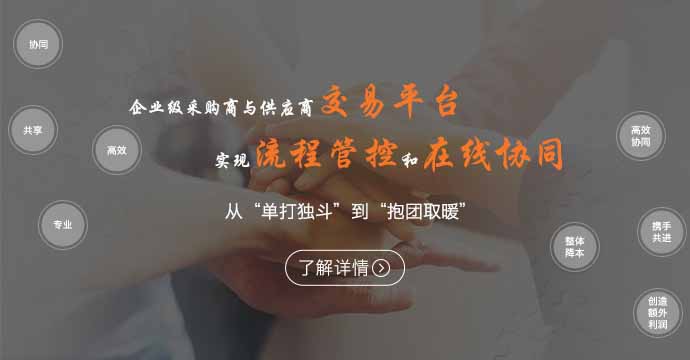 协同
企业级采购商与供应商交易平台
共享
高效
高效
协同
实现流程管控和在线协同
从“单打独斗”到“抱团取暖”
专业
携手
共进
整体
降本
了解详情
创造
额外
利润